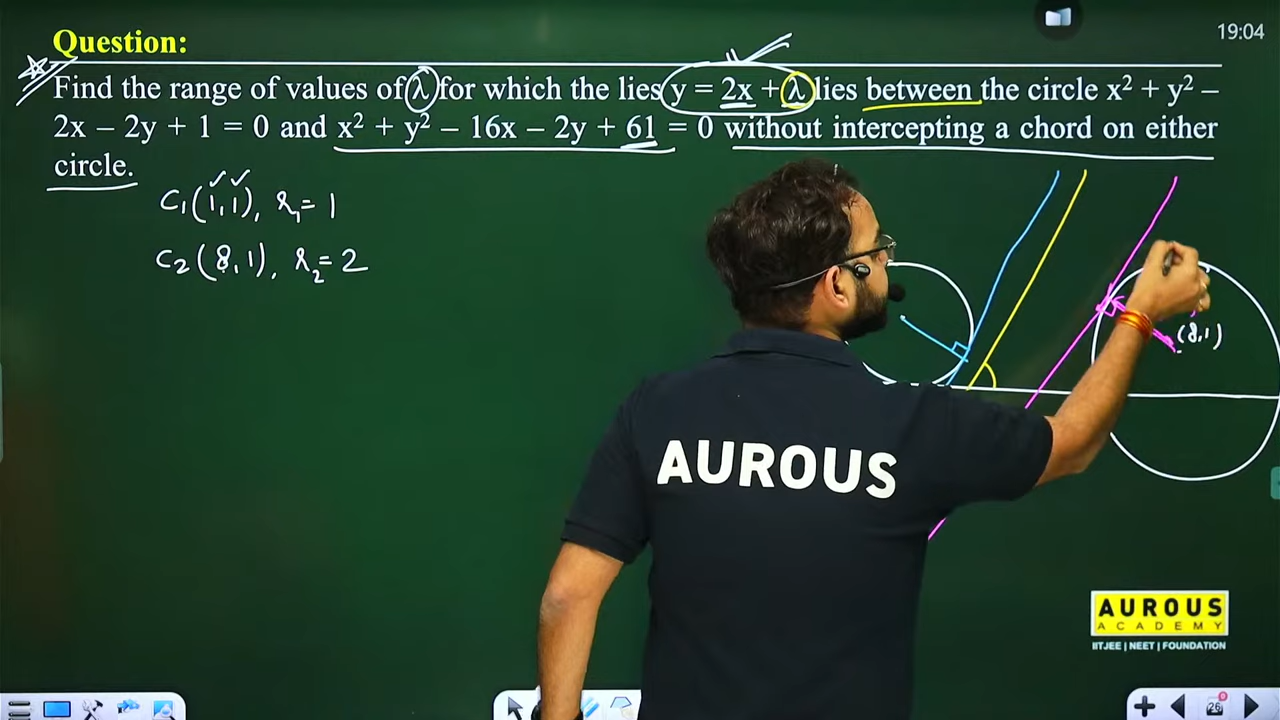 19:04
Question:
Find the range of values of λ for which the lies y = 2x + λ lies between the circle x² + y² –
2x – 2y + 1 = 0 and x² + y² – 16x – 2y + 61 = 0 without intercepting a chord on either
circle.
C₁(1,1), r₁= 1
C₂(8,1), r₂= 2
(8,1)
AUROUS
AUROUS
ACADEMY
IITJEE | NEET | FOUNDATION
26